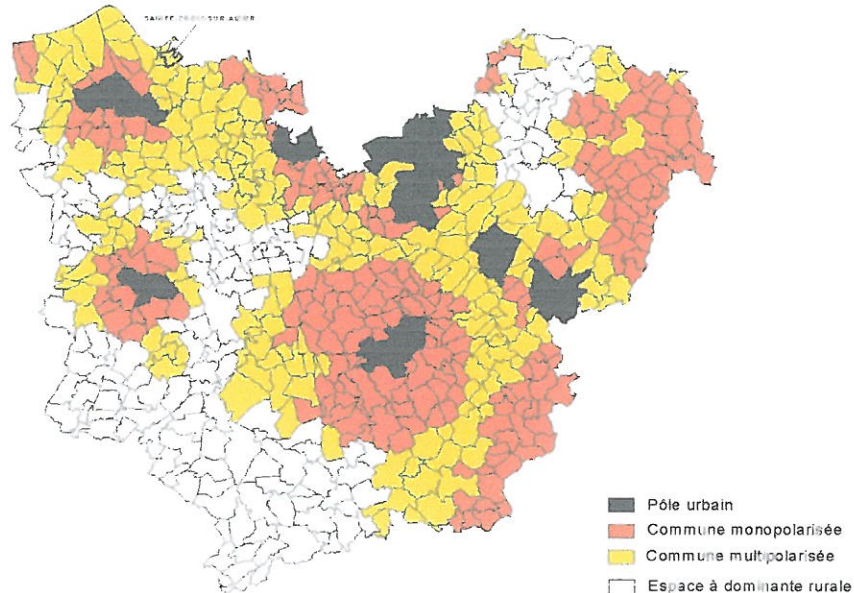 Pôle urbain
Commune monopolarisée
Commune multipolarisée
Espace à dominante rurale